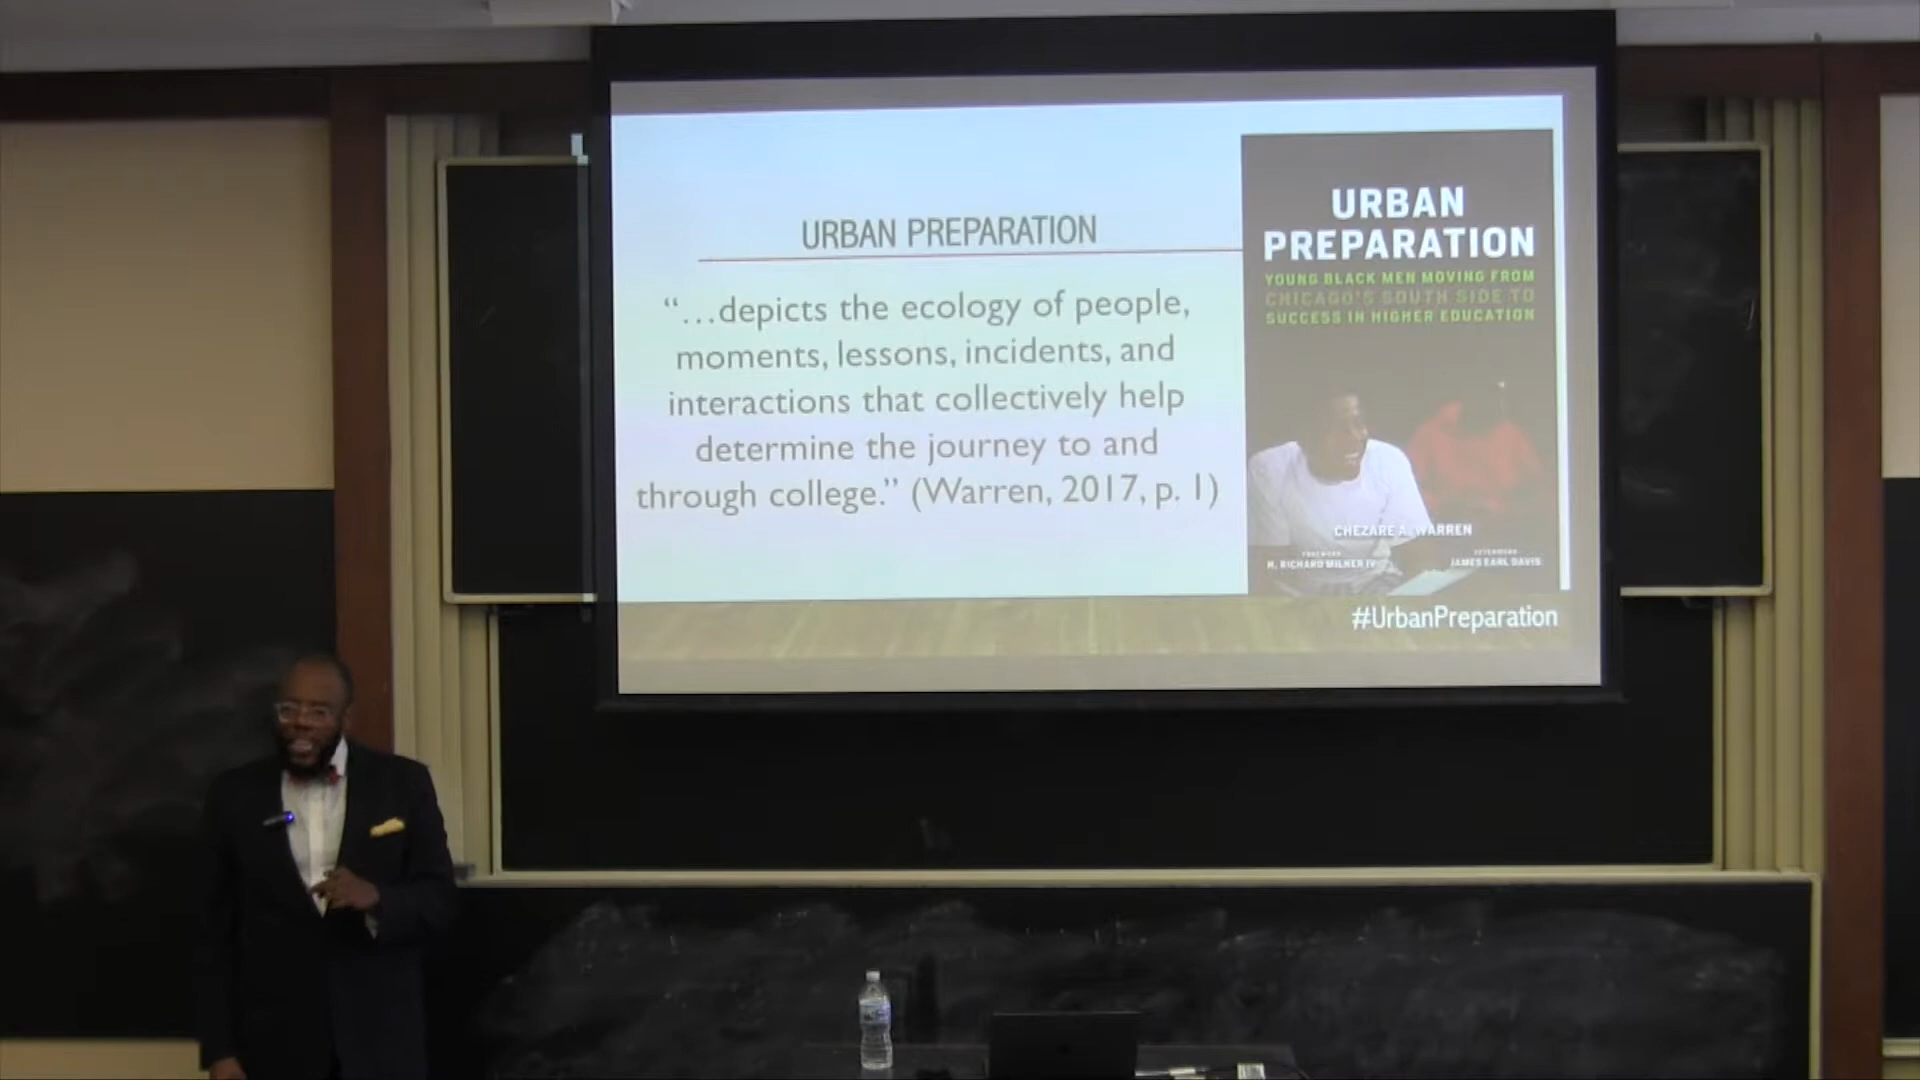 URBAN PREPARATION
“…depicts the ecology of people,
moments, lessons, incidents, and
interactions that collectively help
determine the journey to and
through college.” (Warren, 2017, p. 1)
URBAN
PREPARATION
YOUNG BLACK MEN MOVING FROM
CHICAGO'S SOUTH SIDE TO
SUCCESS IN HIGHER EDUCATION
CHEZARE A. WARREN
FOREWORD
H. RICHARD MILNER IV
AFTERWORD
JAMES EARL DAVIS
#UrbanPreparation